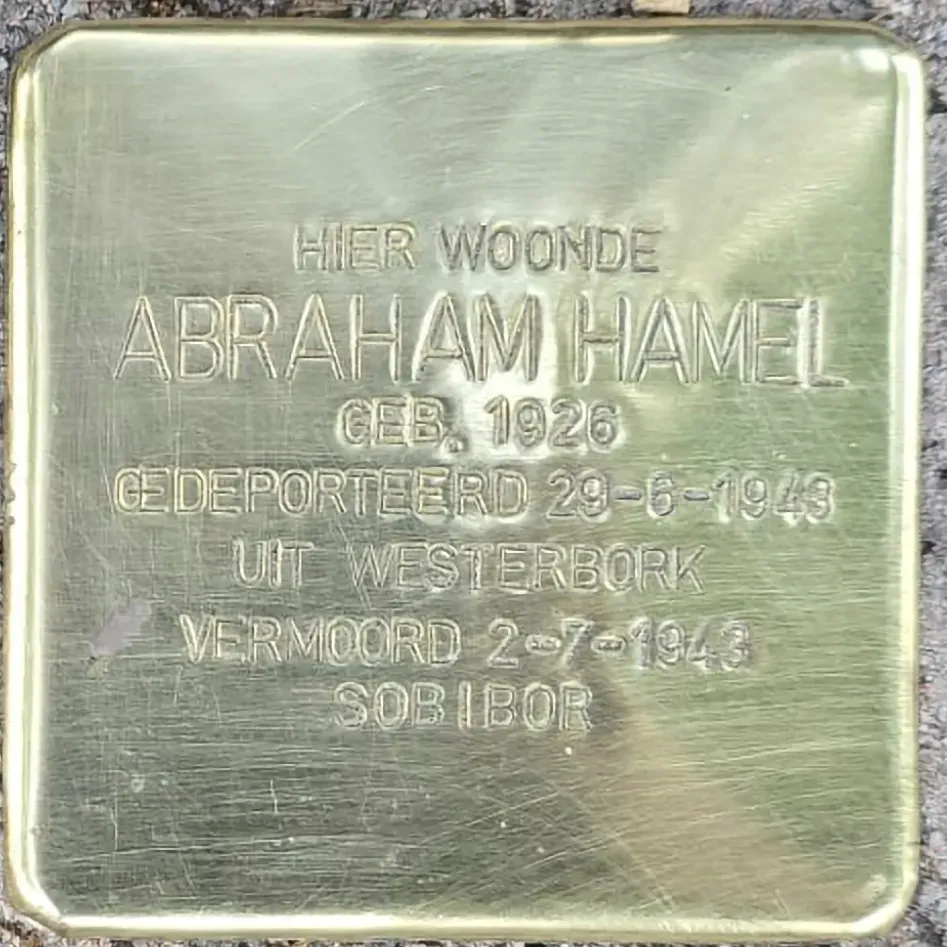 HIER WOONDE
ABRAHAM HAMEL
GEB. 1926
GEDEPORTEERD 29-6-1943
UIT WESTERBORK
VERMOORD 2-7-1943
SOBIBOR